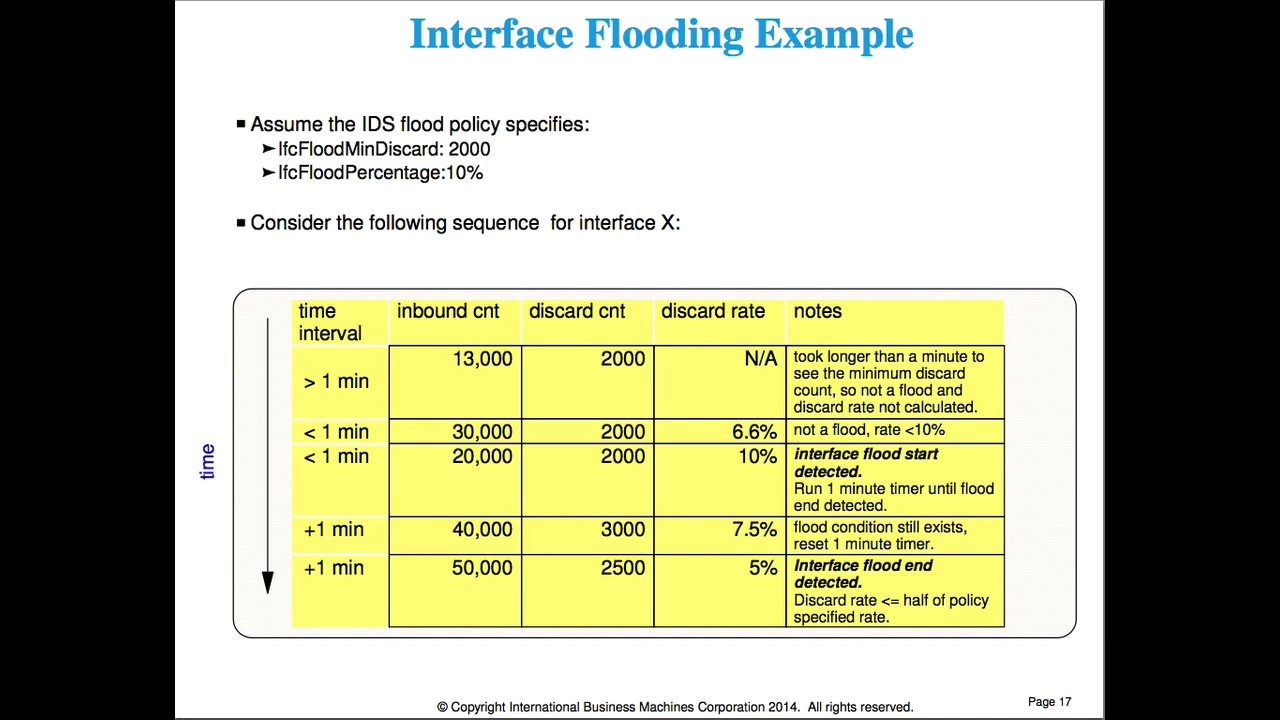 Interface Flooding Example
■ Assume the IDS flood policy specifies:
➤IfcFloodMinDiscard: 2000
➤IfcFloodPercentage:10%
■ Consider the following sequence for interface X:
time interval inbound cnt discard cnt discard rate notes
> 1 min 13,000 2000 N/A took longer than a minute to
see the minimum discard
count, so not a flood and
discard rate not calculated.
< 1 min 30,000 2000 6.6% not a flood, rate <10%
< 1 min 20,000 2000 10% interface flood start
detected.
Run 1 minute timer until flood
end detected.
+1 min 40,000 3000 7.5% flood condition still exists,
reset 1 minute timer.
+1 min 50,000 2500 5% Interface flood end
detected.
Discard rate <= half of policy
specified rate.
time
© Copyright International Business Machines Corporation 2014. All rights reserved.
Page 17